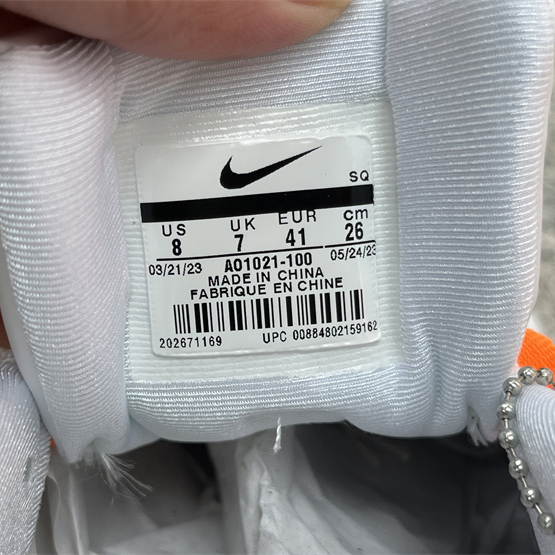 SQ
US UK EUR cm
8 7 41 26
03/21/23 AO1021-100 05/24/23
MADE IN CHINA
FABRIQUE EN CHINE
202671169 UPC 00884802159162